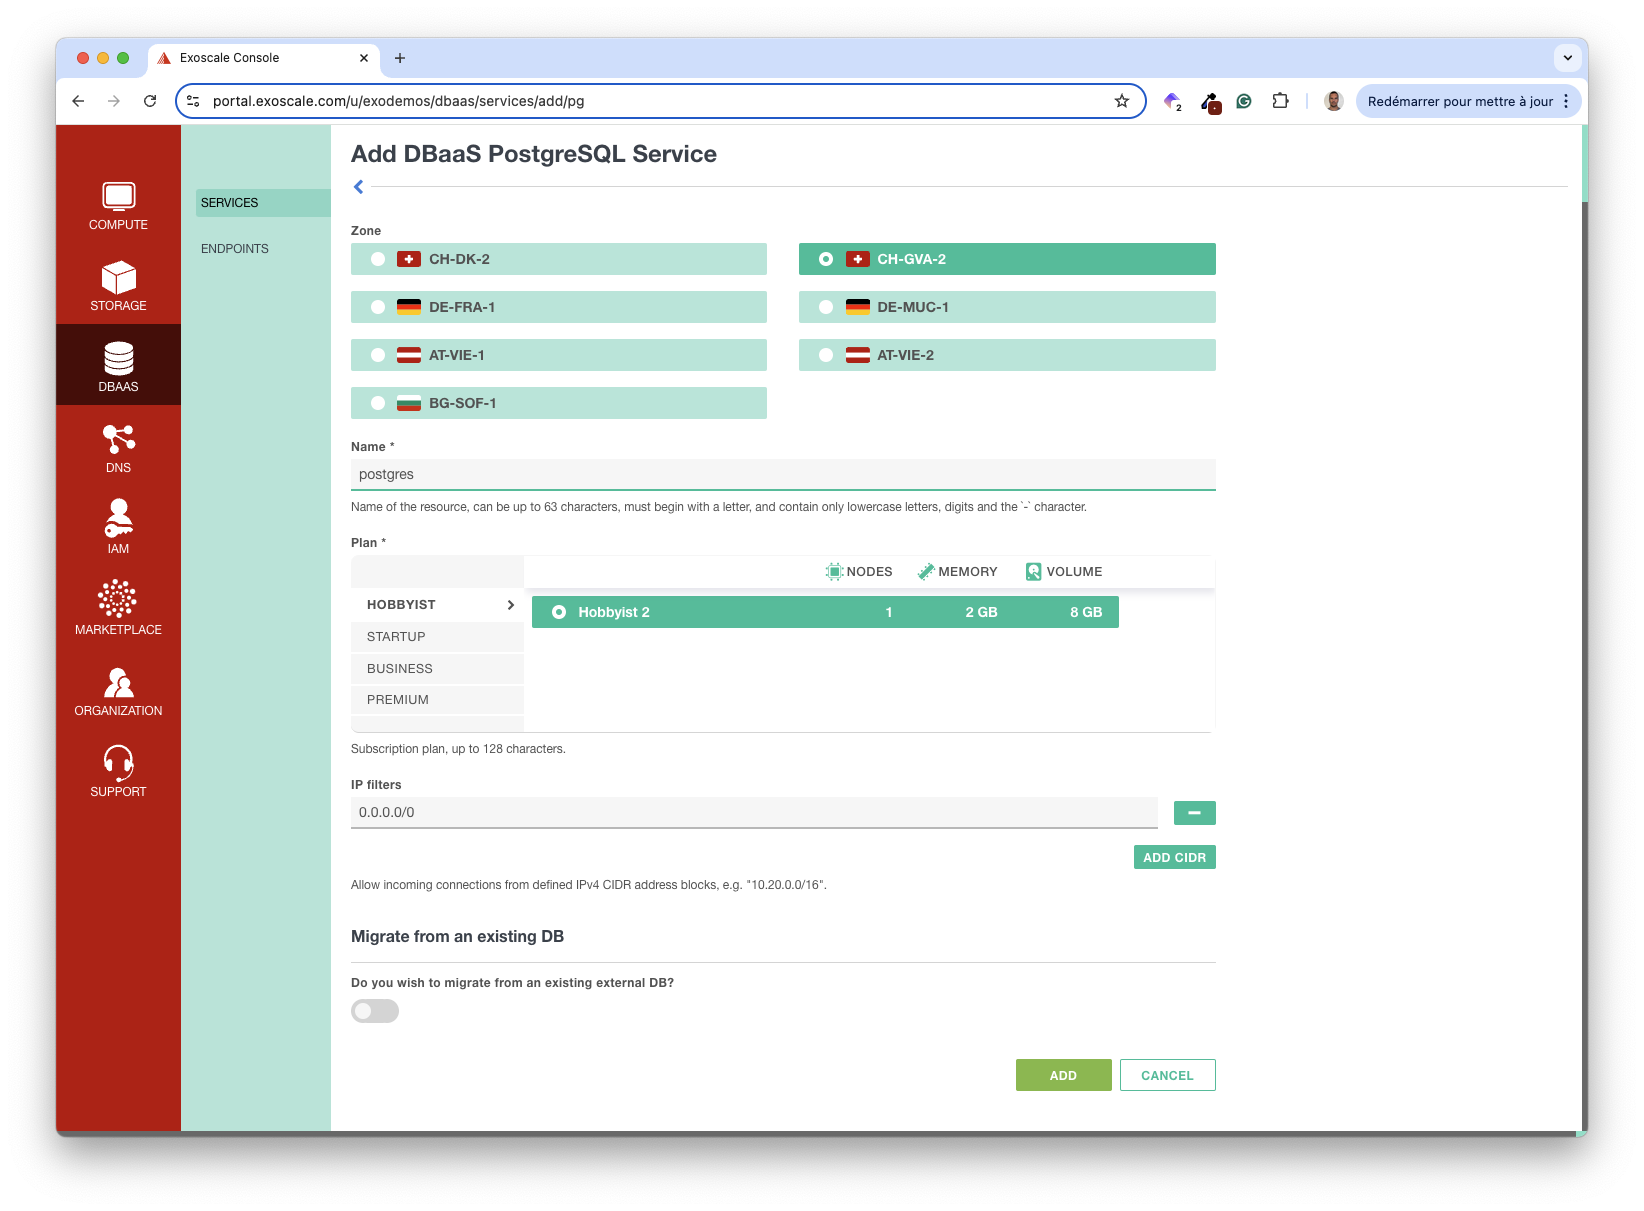 Exoscale Console
portal.exoscale.com/u/exodemos/dbaas/services/add/pg
2
Redémarrer pour mettre à jour
COMPUTE
STORAGE
DBAAS
DNS
IAM
MARKETPLACE
ORGANIZATION
SUPPORT
SERVICES
ENDPOINTS
Add DBaaS PostgreSQL Service
Zone
CH-DK-2
CH-GVA-2
DE-FRA-1
DE-MUC-1
AT-VIE-1
AT-VIE-2
BG-SOF-1
Name *
postgres
Name of the resource, can be up to 63 characters, must begin with a letter, and contain only lowercase letters, digits and the `-` character.
Plan *
NODES MEMORY VOLUME
HOBBYIST
STARTUP
BUSINESS
PREMIUM
Hobbyist 2 1 2 GB 8 GB
Subscription plan, up to 128 characters.
IP filters
0.0.0.0/0
ADD CIDR
Allow incoming connections from defined IPv4 CIDR address blocks, e.g. "10.20.0.0/16".
Migrate from an existing DB
Do you wish to migrate from an existing external DB?
ADD
CANCEL